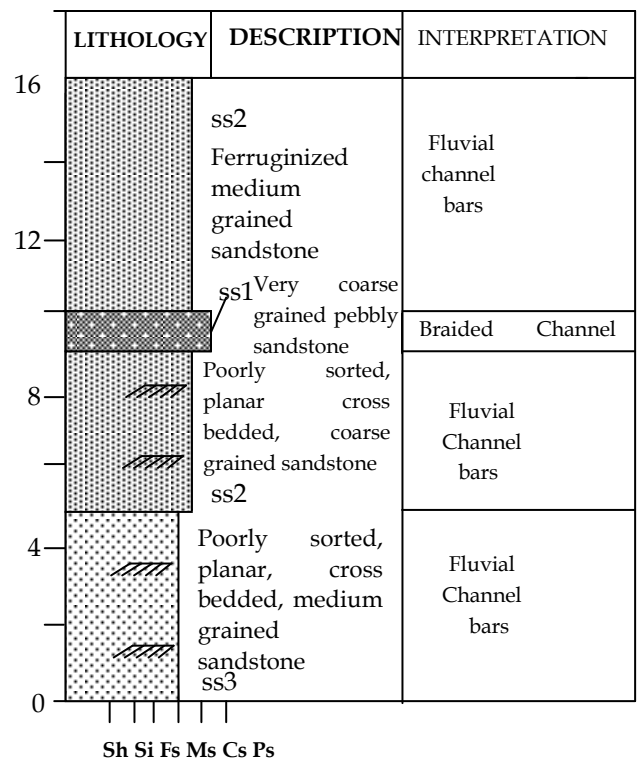 LITHOLOGY DESCRIPTION INTERPRETATION
16
ss2
Ferruginized
medium
grained
sandstone
Fluvial
channel
bars
12
ss1
Very coarse
grained pebbly
sandstone
Braided Channel
8
Poorly sorted,
planar cross
bedded, coarse
grained sandstone
ss2
Fluvial
Channel
bars
4
Poorly sorted,
planar, cross
bedded, medium
grained
sandstone
ss3
Fluvial
Channel
bars
0
Sh Si Fs Ms Cs Ps